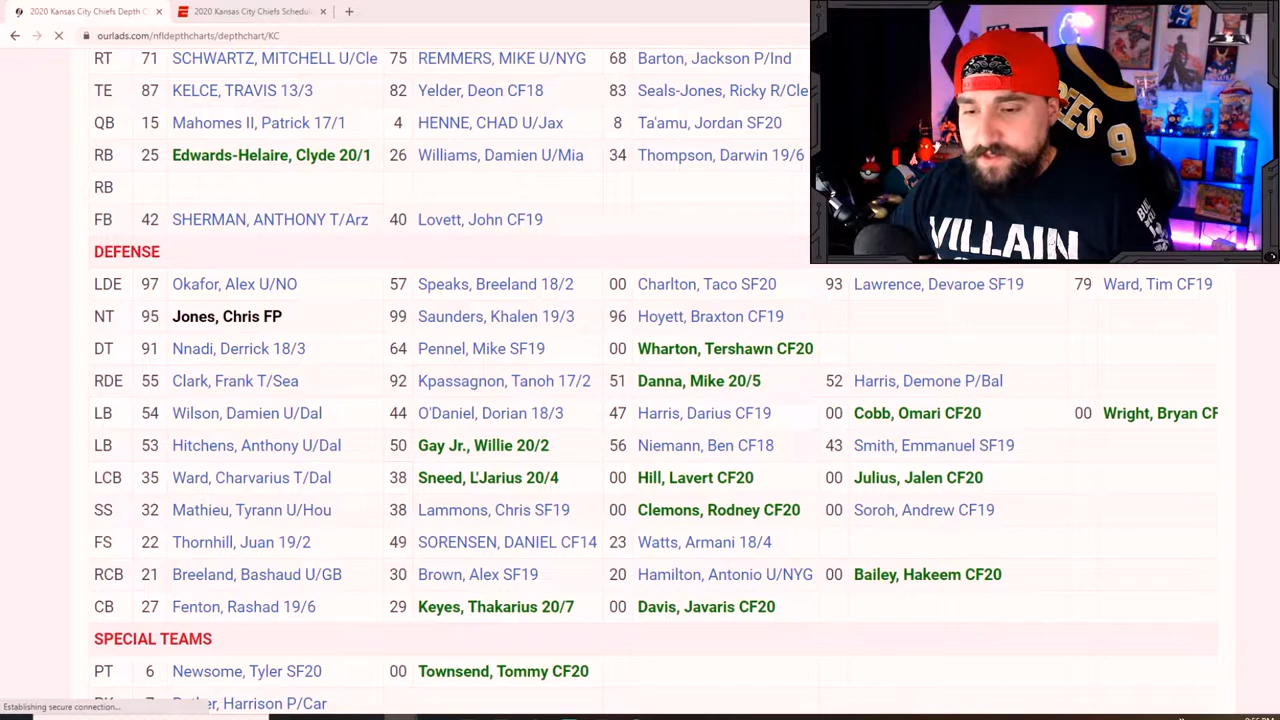 2020 Kansas City Chiefs Depth C × 2020 Kansas City Chiefs Schedul × +
ourlads.com/nfldepthcharts/depthchart/KC
RT 71 SCHWARTZ, MITCHELL U/Cle 75 REMMERS, MIKE U/NYG 68 Barton, Jackson P/Ind
TE 87 KELCE, TRAVIS 13/3 82 Yelder, Deon CF18 83 Seals-Jones, Ricky R/Cle
QB 15 Mahomes II, Patrick 17/1 4 HENNE, CHAD U/Jax 8 Ta'amu, Jordan SF20
RB 25 Edwards-Helaire, Clyde 20/1 26 Williams, Damien U/Mia 34 Thompson, Darwin 19/6
RB
FB 42 SHERMAN, ANTHONY T/Arz 40 Lovett, John CF19
DEFENSE
LDE 97 Okafor, Alex U/NO 57 Speaks, Breeland 18/2 00 Charlton, Taco SF20 93 Lawrence, Devaroe SF19 79 Ward, Tim CF19
NT 95 Jones, Chris FP 99 Saunders, Khalen 19/3 96 Hoyett, Braxton CF19
DT 91 Nnadi, Derrick 18/3 64 Pennel, Mike SF19 00 Wharton, Tershawn CF20
RDE 55 Clark, Frank T/Sea 92 Kpassagnon, Tanoh 17/2 51 Danna, Mike 20/5 52 Harris, Demone P/Bal
LB 54 Wilson, Damien U/Dal 44 O'Daniel, Dorian 18/3 47 Harris, Darius CF19 00 Cobb, Omari CF20 00 Wright, Bryan CF
LB 53 Hitchens, Anthony U/Dal 50 Gay Jr., Willie 20/2 56 Niemann, Ben CF18 43 Smith, Emmanuel SF19
LCB 35 Ward, Charvarius T/Dal 38 Sneed, L'Jarius 20/4 00 Hill, Lavert CF20 00 Julius, Jalen CF20
SS 32 Mathieu, Tyrann U/Hou 38 Lammons, Chris SF19 00 Clemons, Rodney CF20 00 Soroh, Andrew CF19
FS 22 Thornhill, Juan 19/2 49 SORENSEN, DANIEL CF14 23 Watts, Armani 18/4
RCB 21 Breeland, Bashaud U/GB 30 Brown, Alex SF19 20 Hamilton, Antonio U/NYG 00 Bailey, Hakeem CF20
CB 27 Fenton, Rashad 19/6 29 Keyes, Thakarius 20/7 00 Davis, Javaris CF20
SPECIAL TEAMS
PT 6 Newsome, Tyler SF20 00 Townsend, Tommy CF20
7 Harrison P/Car
Establishing secure connection...
EES 9
VILLAIN